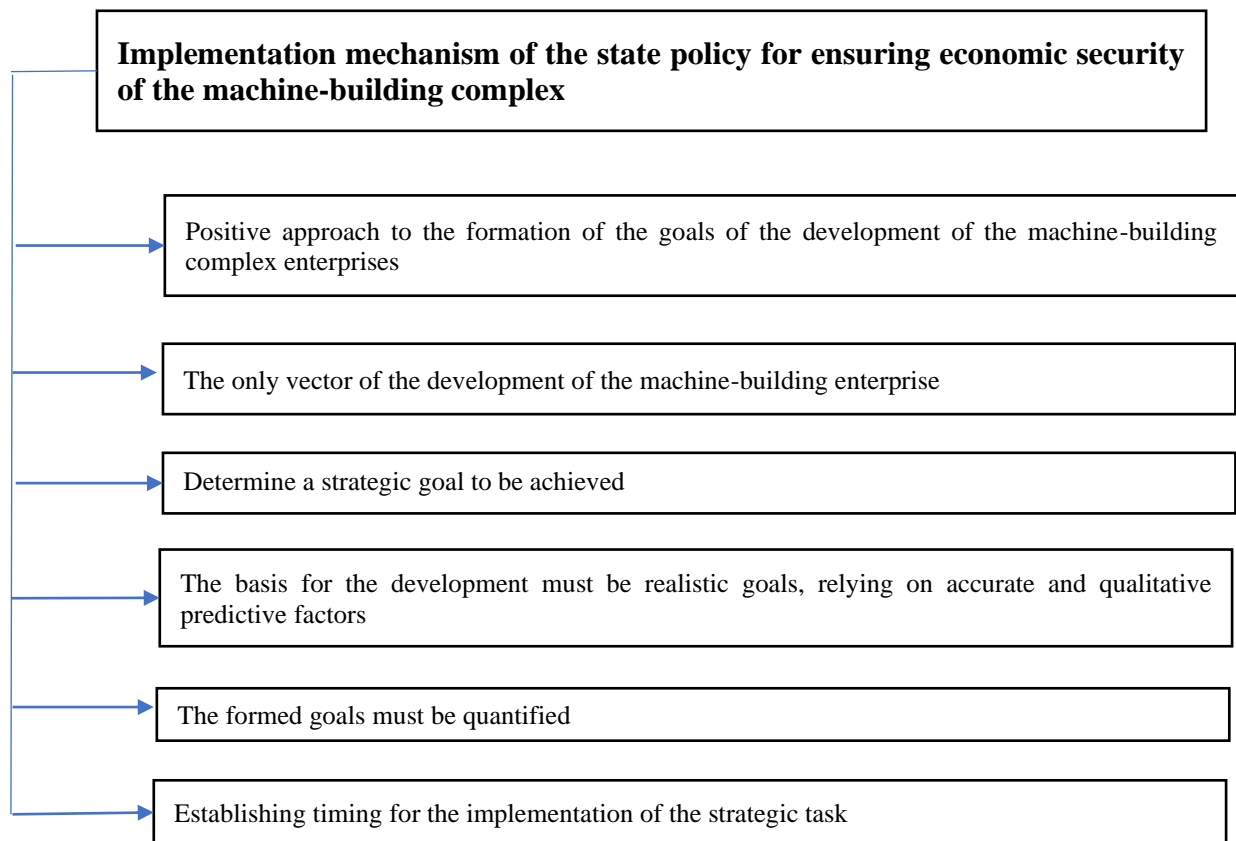 Implementation mechanism of the state policy for ensuring economic security
of the machine-building complex
Positive approach to the formation of the goals of the development of the machine-building
complex enterprises
The only vector of the development of the machine-building enterprise
Determine a strategic goal to be achieved
The basis for the development must be realistic goals, relying on accurate and qualitative
predictive factors
The formed goals must be quantified
Establishing timing for the implementation of the strategic task